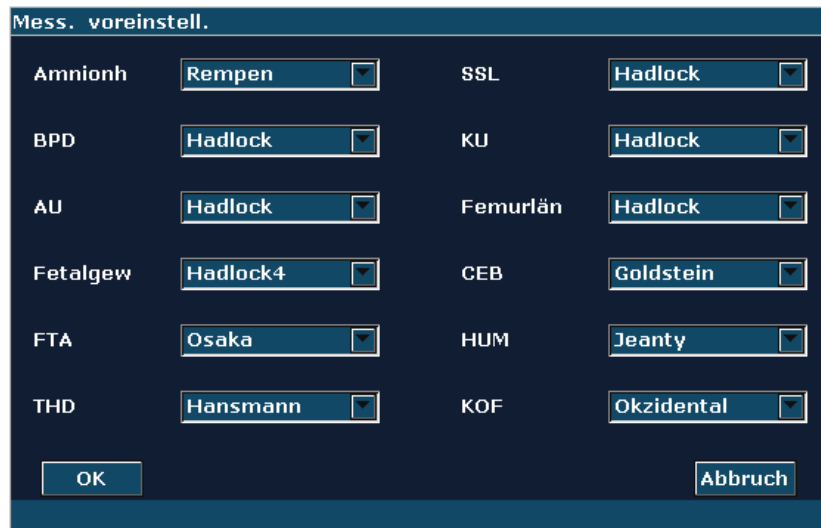 Mess. voreinstell.
Amnionh Rempen SSL Hadlock
BPD Hadlock KU Hadlock
AU Hadlock Femurlän Hadlock
Fetalgew Hadlock4 CEB Goldstein
FTA Osaka HUM Jeanty
THD Hansmann KOF Okzidental
OK Abbruch